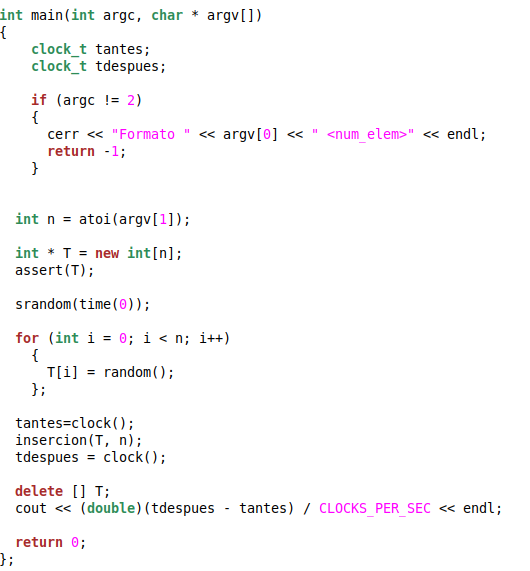 int main(int argc, char * argv[])
{
    clock_t tantes;
    clock_t tdespues;

    if (argc != 2)
    {
      cerr << "Formato " << argv[0] << " <num_elem>" << endl;
      return -1;
    }


  int n = atoi(argv[1]);

  int * T = new int[n];
  assert(T);

  srandom(time(0));

  for (int i = 0; i < n; i++)
    {
      T[i] = random();
    };

  tantes=clock();
  insercion(T, n);
  tdespues = clock();

  delete [] T;
  cout << (double)(tdespues - tantes) / CLOCKS_PER_SEC << endl;

  return 0;
};